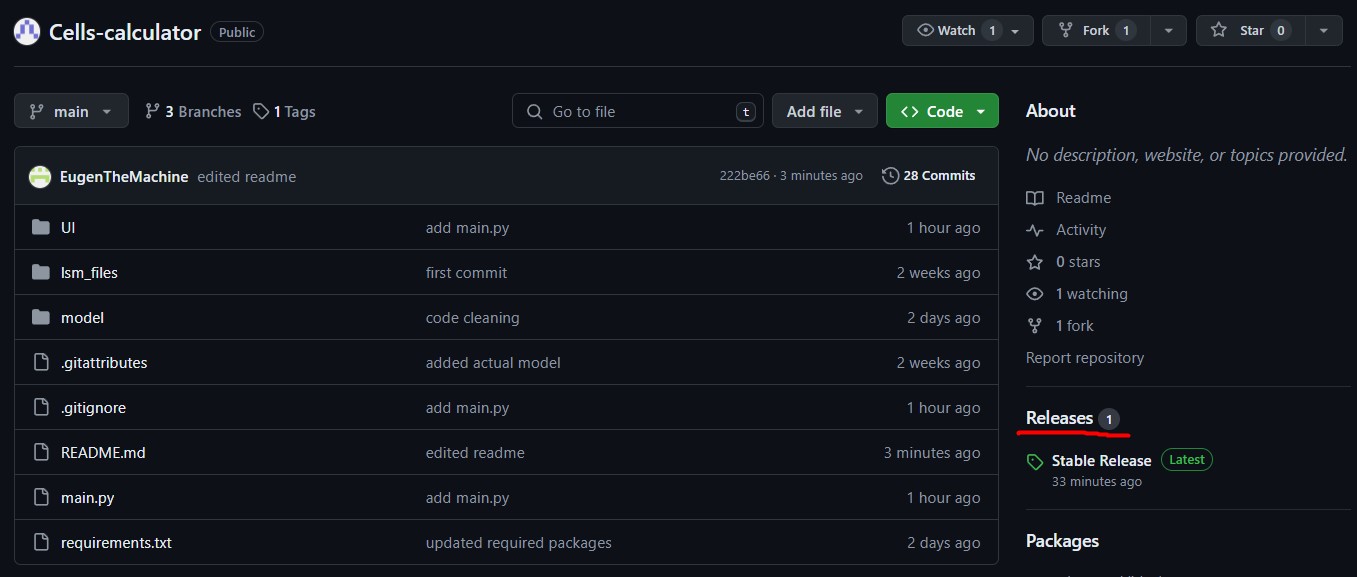 Cells-calculator Public Watch 1 Fork 1 Star 0
main 3 Branches 1 Tags Go to file t Add file Code
EugenTheMachine edited readme 222be66 · 3 minutes ago 28 Commits
UI add main.py 1 hour ago
lsm_files first commit 2 weeks ago
model code cleaning 2 days ago
.gitattributes added actual model 2 weeks ago
.gitignore add main.py 1 hour ago
README.md edited readme 3 minutes ago
main.py add main.py 1 hour ago
requirements.txt updated required packages 2 days ago
About
No description, website, or topics provided.
Readme
Activity
0 stars
1 watching
1 fork
Report repository
Releases 1
Stable Release Latest
33 minutes ago
Packages